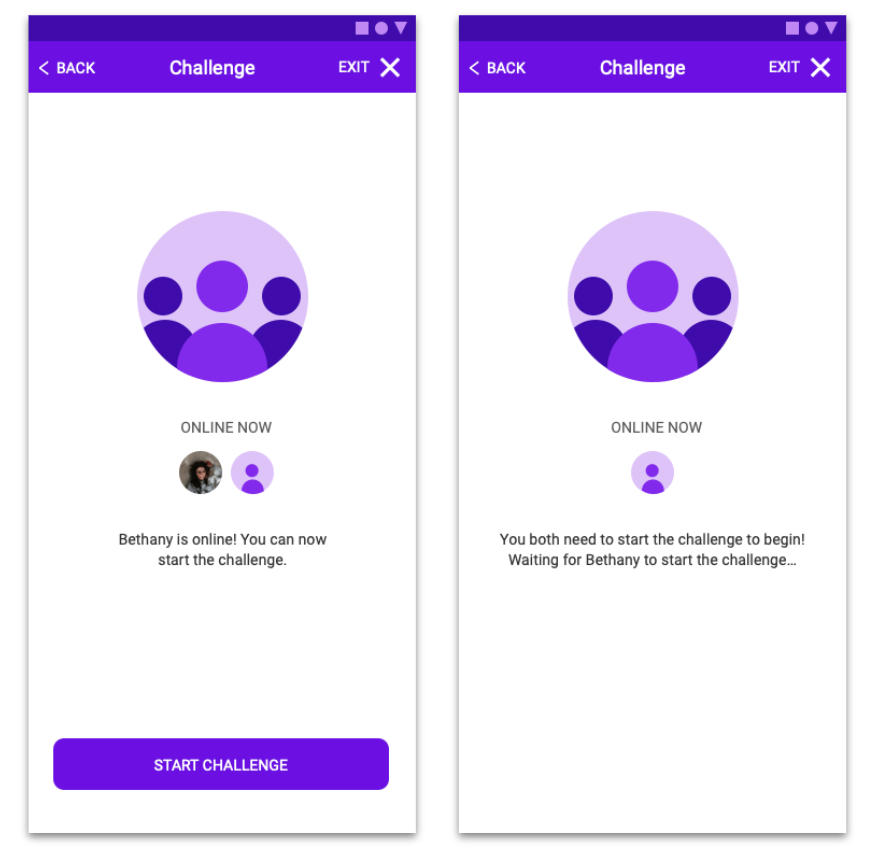 < BACK Challenge EXIT X
ONLINE NOW
Bethany is online! You can now
start the challenge.
START CHALLENGE
< BACK Challenge EXIT X
ONLINE NOW
You both need to start the challenge to begin!
Waiting for Bethany to start the challenge…